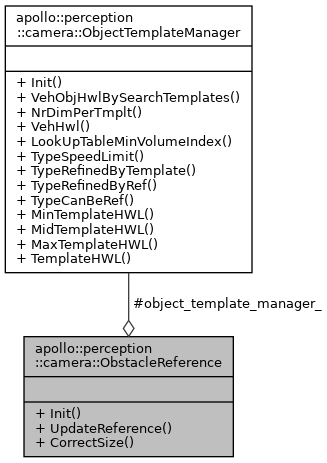 apollo::perception
::camera::ObjectTemplateManager
+ Init()
+ VehObjHwlBySearchTemplates()
+ NrDimPerTmplt()
+ VehHwl()
+ LookUpTableMinVolumeIndex()
+ TypeSpeedLimit()
+ TypeRefinedByTemplate()
+ TypeRefinedByRef()
+ TypeCanBeRef()
+ MinTemplateHWL()
+ MidTemplateHWL()
+ MaxTemplateHWL()
+ TemplateHWL()
#object_template_manager_
apollo::perception
::camera::ObstacleReference
+ Init()
+ UpdateReference()
+ CorrectSize()